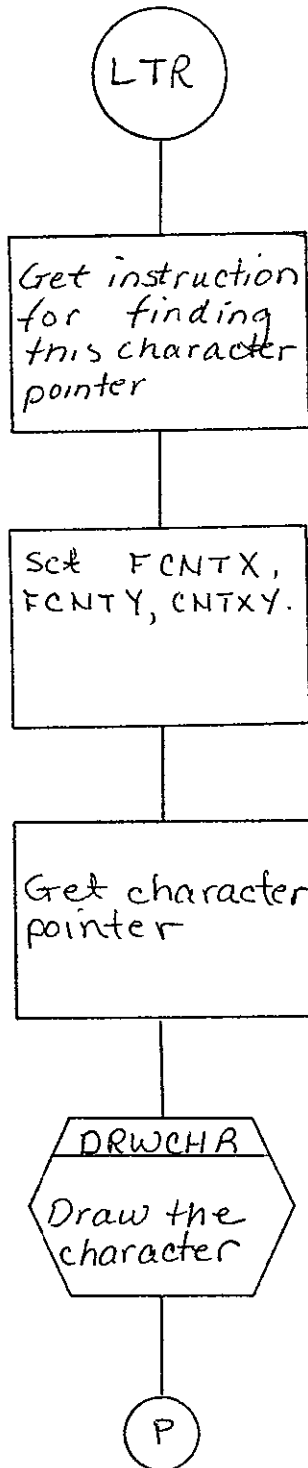 LTR
Get instruction
for finding
this character
pointer
Set FCNTX,
FCNTY, CNTXY.
Get character
pointer
DRWCHR
Draw the
character
P